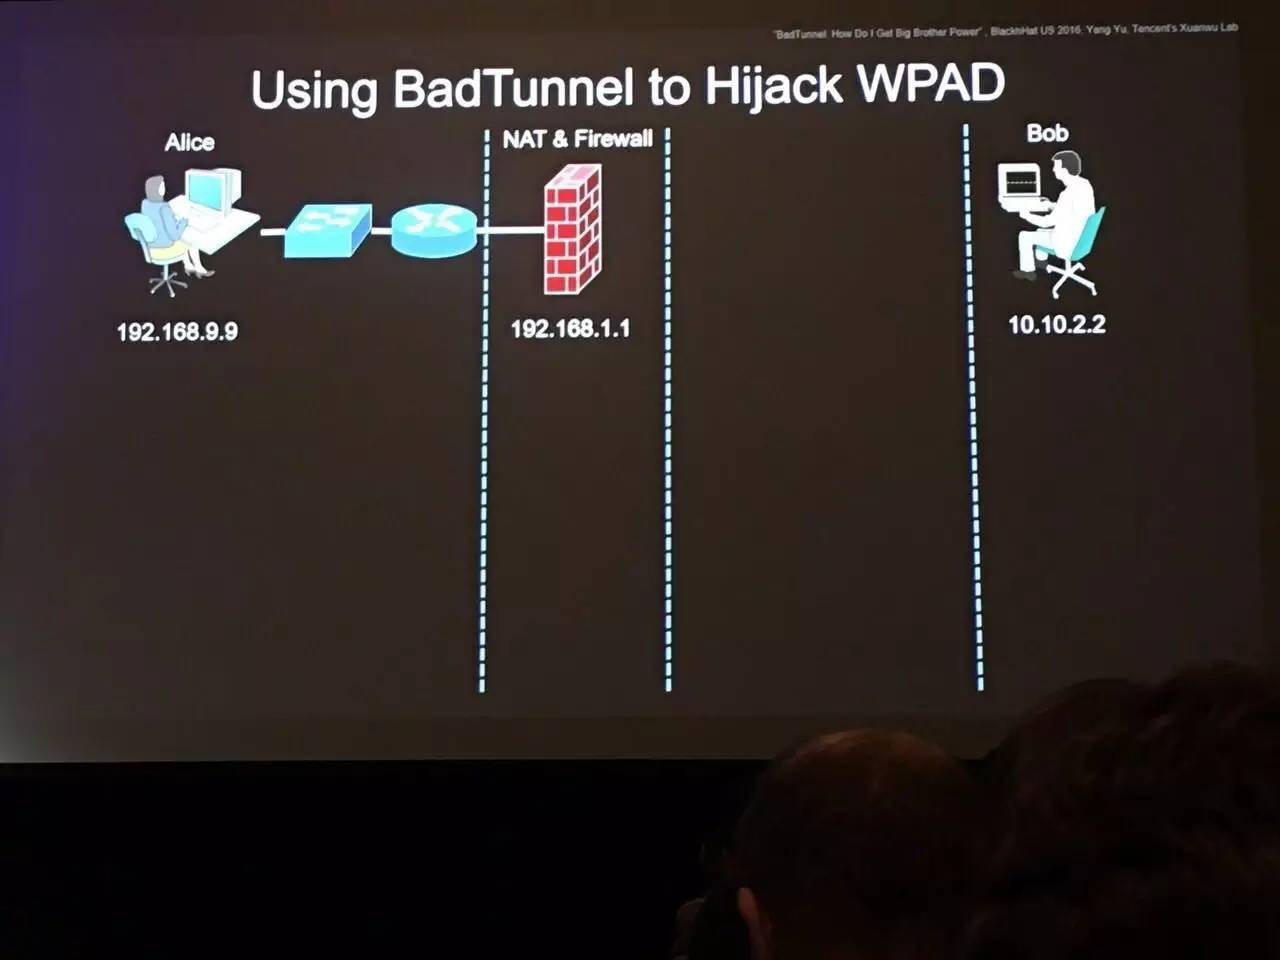 "BadTunnel: How Do I Get Big Brother Power", BlackHat US 2016, Yang Yu, Tencent's Xuanwu Lab
Using BadTunnel to Hijack WPAD
Alice
NAT & Firewall
Bob
192.168.9.9
192.168.1.1
10.10.2.2